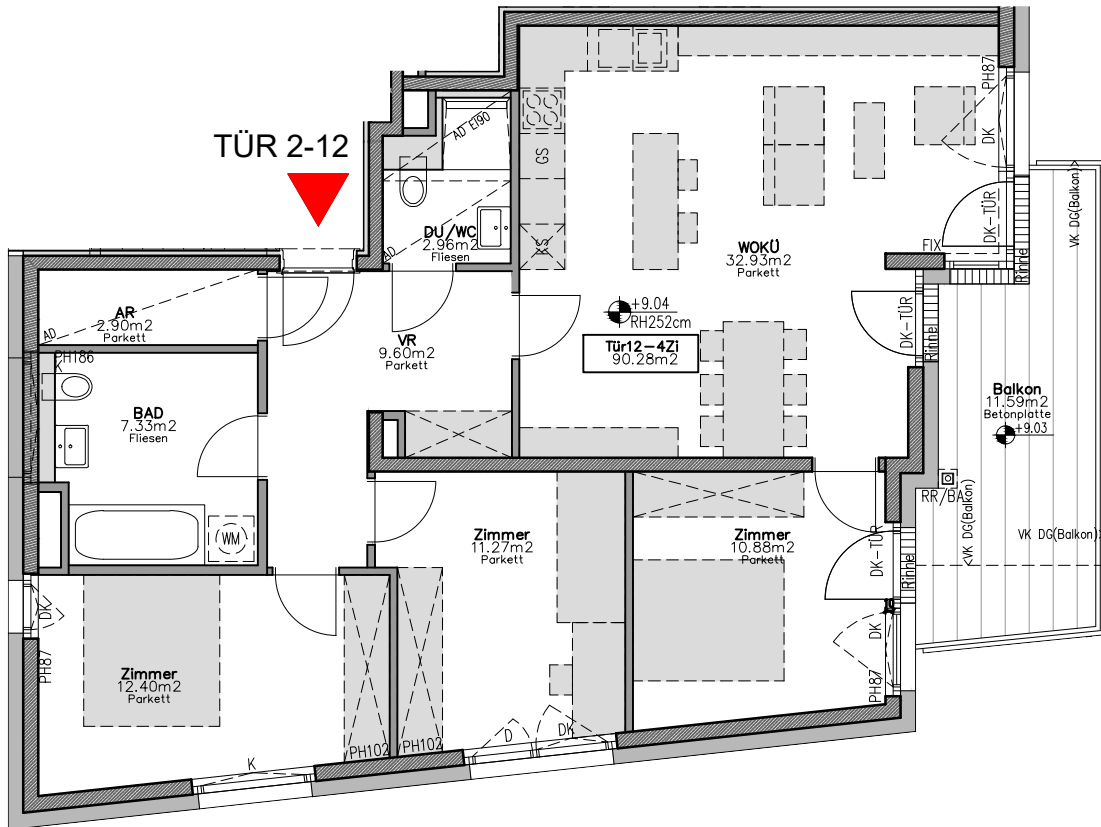 TÜR 2-12
AD EI90
GS
KS
PH87
DK
DK-TÜR
Rinne
FIX
VK DG(Balkon)>
DU/WC
2.96m2
Fliesen
AD
WOKÜ
32.93m2
Parkett
+9.04
RH252cm
Tür12-4Zi
90.28m2
AR
2.90m2
Parkett
AD
VR
9.60m2
Parkett
PH186
K
BAD
7.33m2
Fliesen
WM
DK-TÜR
Rinne
Balkon
11.59m2
Betonplatte
+9.03
RR/BA
<VK DG(Balkon)
VK DG(Balkon)>
Zimmer
11.27m2
Parkett
Zimmer
10.88m2
Parkett
DK-TÜR
Rinne
DK
PH87
DK
PH87
Zimmer
12.40m2
Parkett
PH102
PH102
K
D
DK